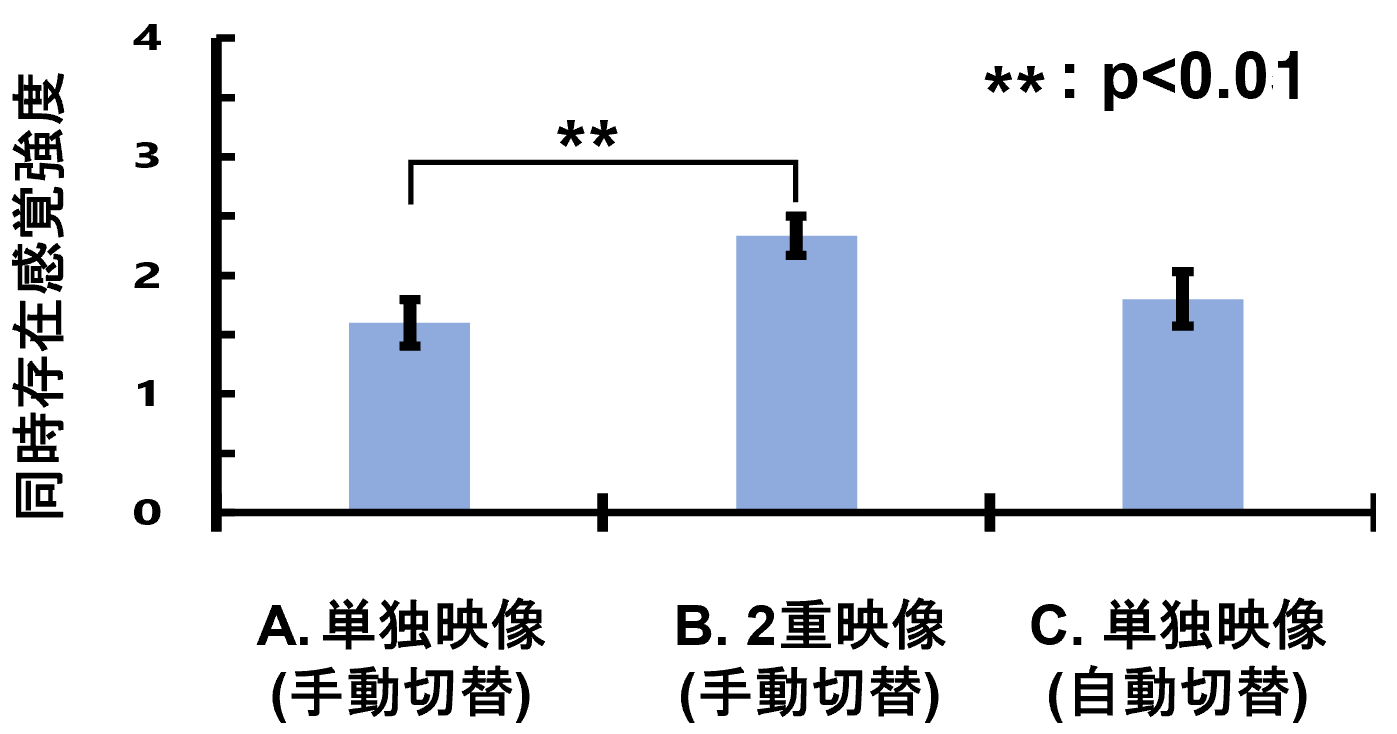 同時存在感覚強度
4
3
2
1
0
**
**: p<0.01
A. 単独映像
(手動切替)
B. 2重映像
(手動切替)
C. 単独映像
(自動切替)